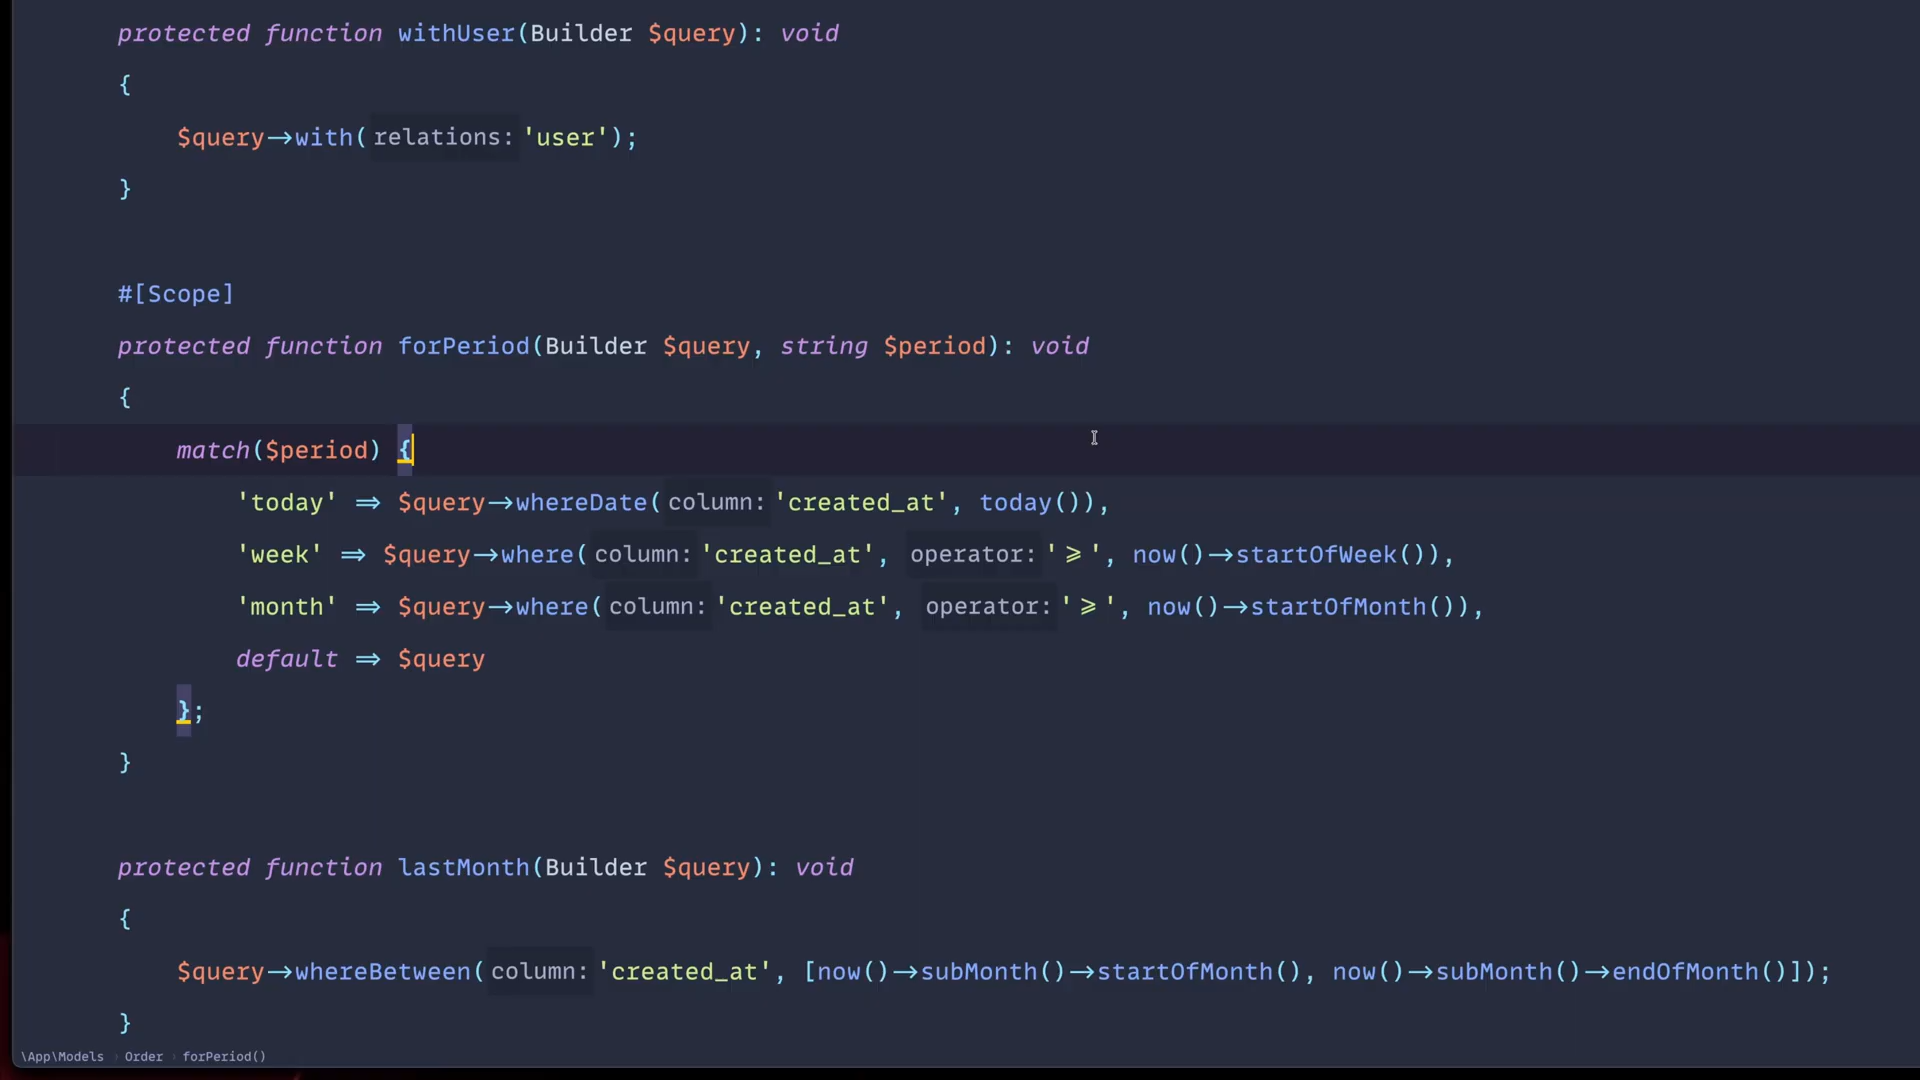 protected function withUser(Builder $query): void
{
$query->with(relations: 'user');
}
#[Scope]
protected function forPeriod(Builder $query, string $period): void
{
match($period) {
'today' => $query->whereDate(column: 'created_at', today()),
'week' => $query->where(column: 'created_at', operator: '>=', now()->startOfWeek()),
'month' => $query->where(column: 'created_at', operator: '>=', now()->startOfMonth()),
default => $query
};
}
protected function lastMonth(Builder $query): void
{
$query->whereBetween(column: 'created_at', [now()->subMonth()->startOfMonth(), now()->subMonth()->endOfMonth()]);
}
\App\Models › Order › forPeriod()